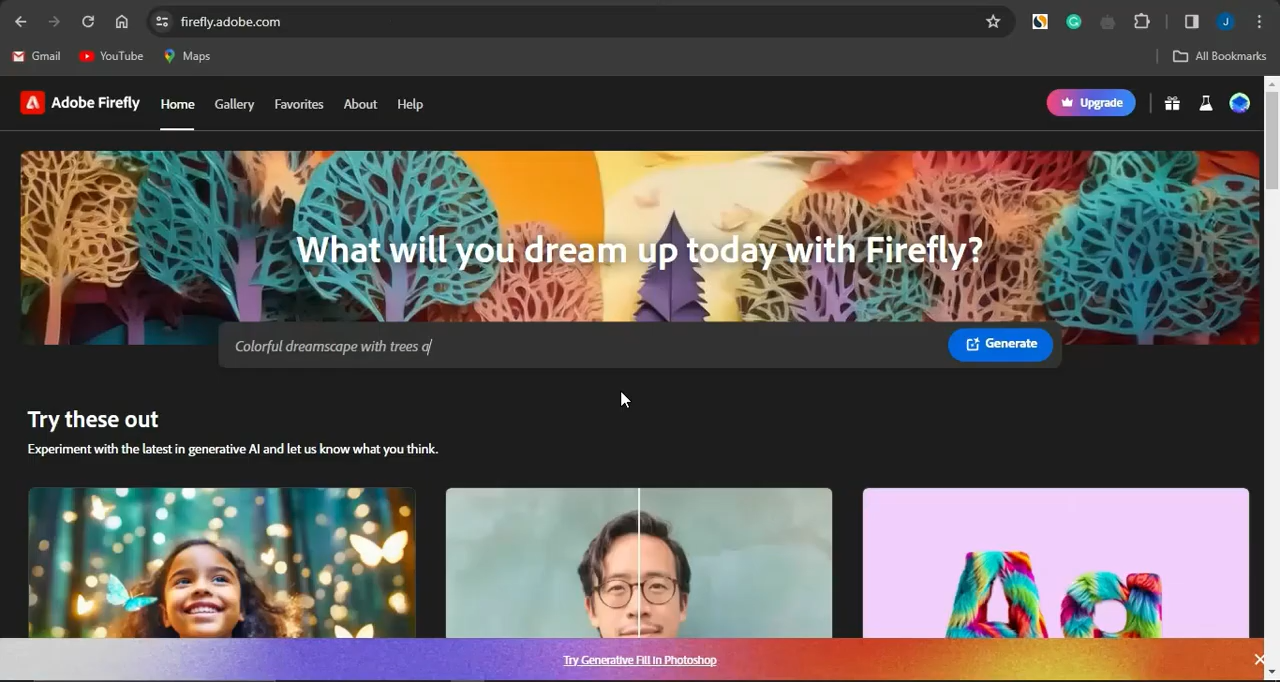 firefly.adobe.com
J
Gmail YouTube Maps All Bookmarks
Adobe Firefly Home Gallery Favorites About Help Upgrade
What will you dream up today with Firefly?
Colorful dreamscape with trees a
Generate
Try these out
Experiment with the latest in generative AI and let us know what you think.
Aa
Try Generative Fill in Photoshop